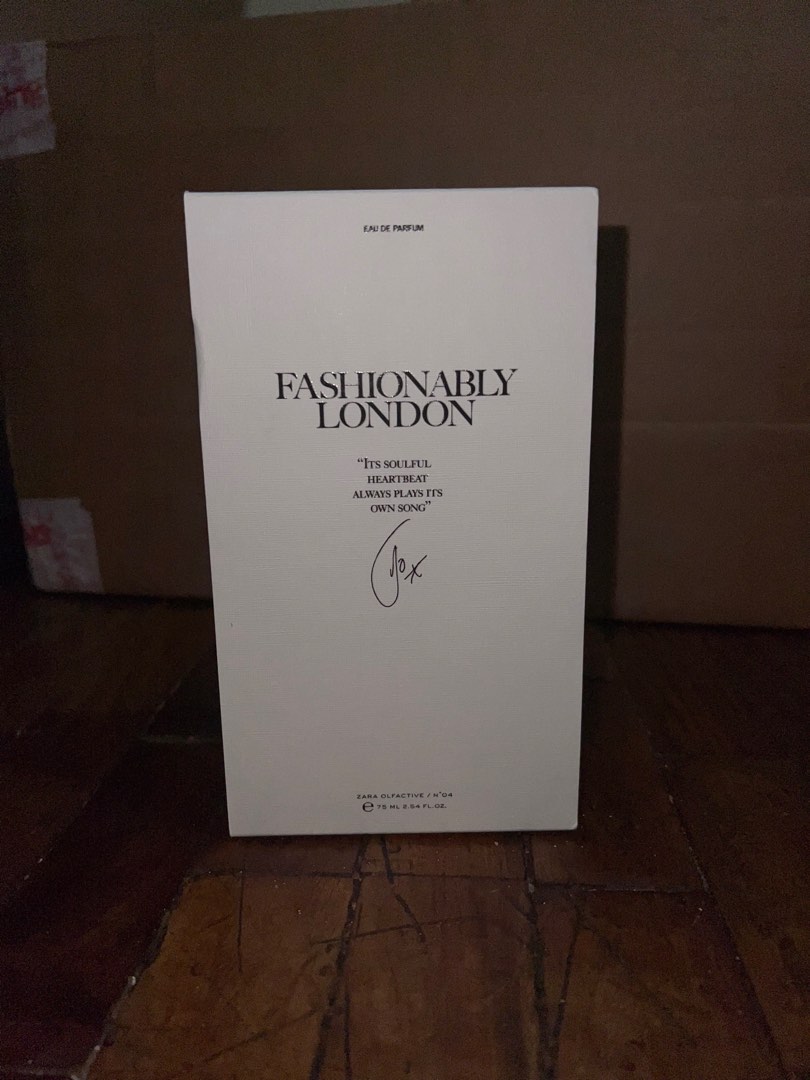 EAU DE PARFUM
FASHIONABLY
LONDON
“ITS SOULFUL
HEARTBEAT
ALWAYS PLAYS ITS
OWN SONG”
Jo x
ZARA OLFACTIVE / N°04
e 75 ML 2.54 FL.OZ.